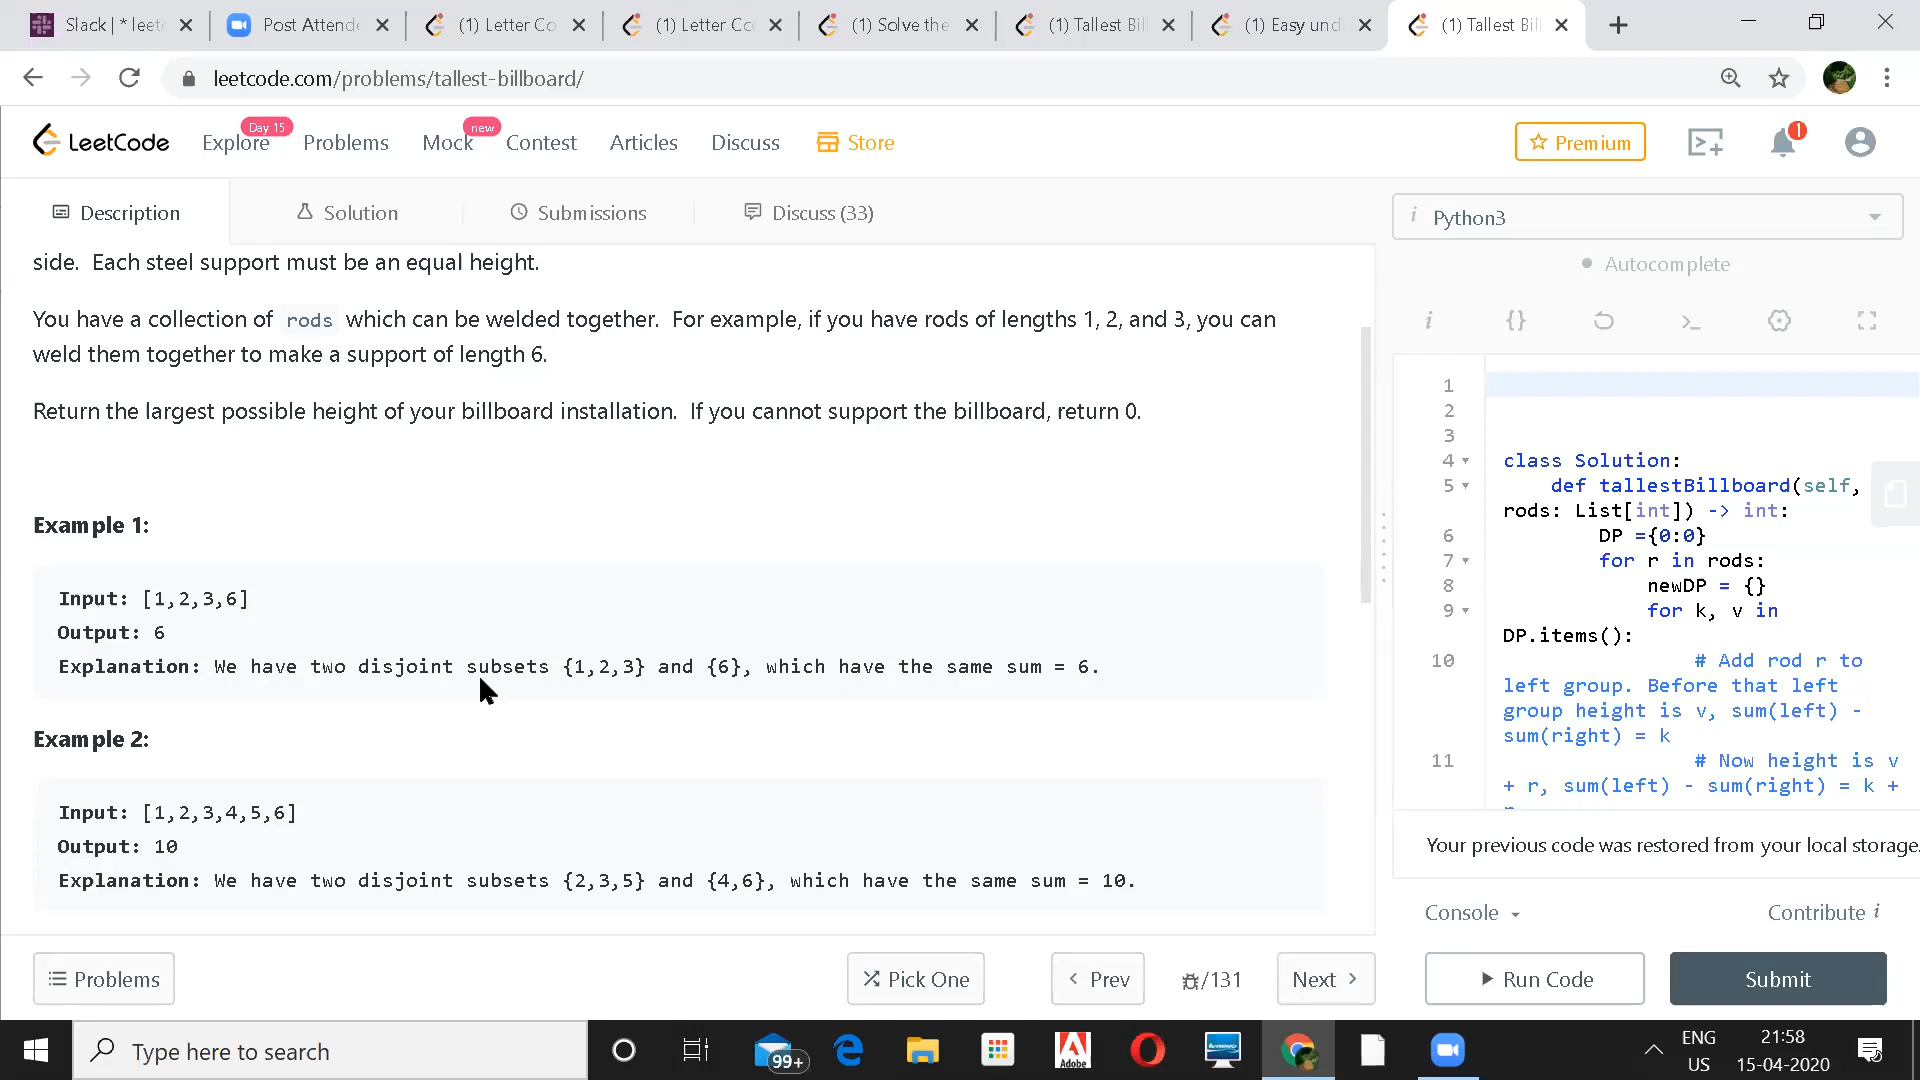 Slack | * leet
Post Attende
(1) Letter Co
(1) Letter Cor
(1) Solve the
(1) Tallest Bill
(1) Easy und
(1) Tallest Bil
leetcode.com/problems/tallest-billboard/
LeetCode
Explore
Day 15
Problems
Mock
new
Contest
Articles
Discuss
Store
Premium
1
Description
Solution
Submissions
Discuss (33)
side. Each steel support must be an equal height.
You have a collection of rods which can be welded together. For example, if you have rods of lengths 1, 2, and 3, you can
weld them together to make a support of length 6.
Return the largest possible height of your billboard installation. If you cannot support the billboard, return 0.
Example 1:
Input: [1,2,3,6]
Output: 6
Explanation: We have two disjoint subsets {1,2,3} and {6}, which have the same sum = 6.
Example 2:
Input: [1,2,3,4,5,6]
Output: 10
Explanation: We have two disjoint subsets {2,3,5} and {4,6}, which have the same sum = 10.
Problems
Pick One
Prev
/131
Next
i Python3
Autocomplete
i {}
1
2
3
4 class Solution:
5 def tallestBillboard(self,
rods: List[int]) -> int:
6 DP ={0:0}
7 for r in rods:
8 newDP = {}
9 for k, v in
DP.items():
10 # Add rod r to
left group. Before that left
group height is v, sum(left) -
sum(right) = k
11 # Now height is v
+ r, sum(left) - sum(right) = k +
Your previous code was restored from your local storage.
Console
Contribute i
Run Code
Submit
Type here to search
99+
Adobe
lenovo
ENG
US
21:58
15-04-2020